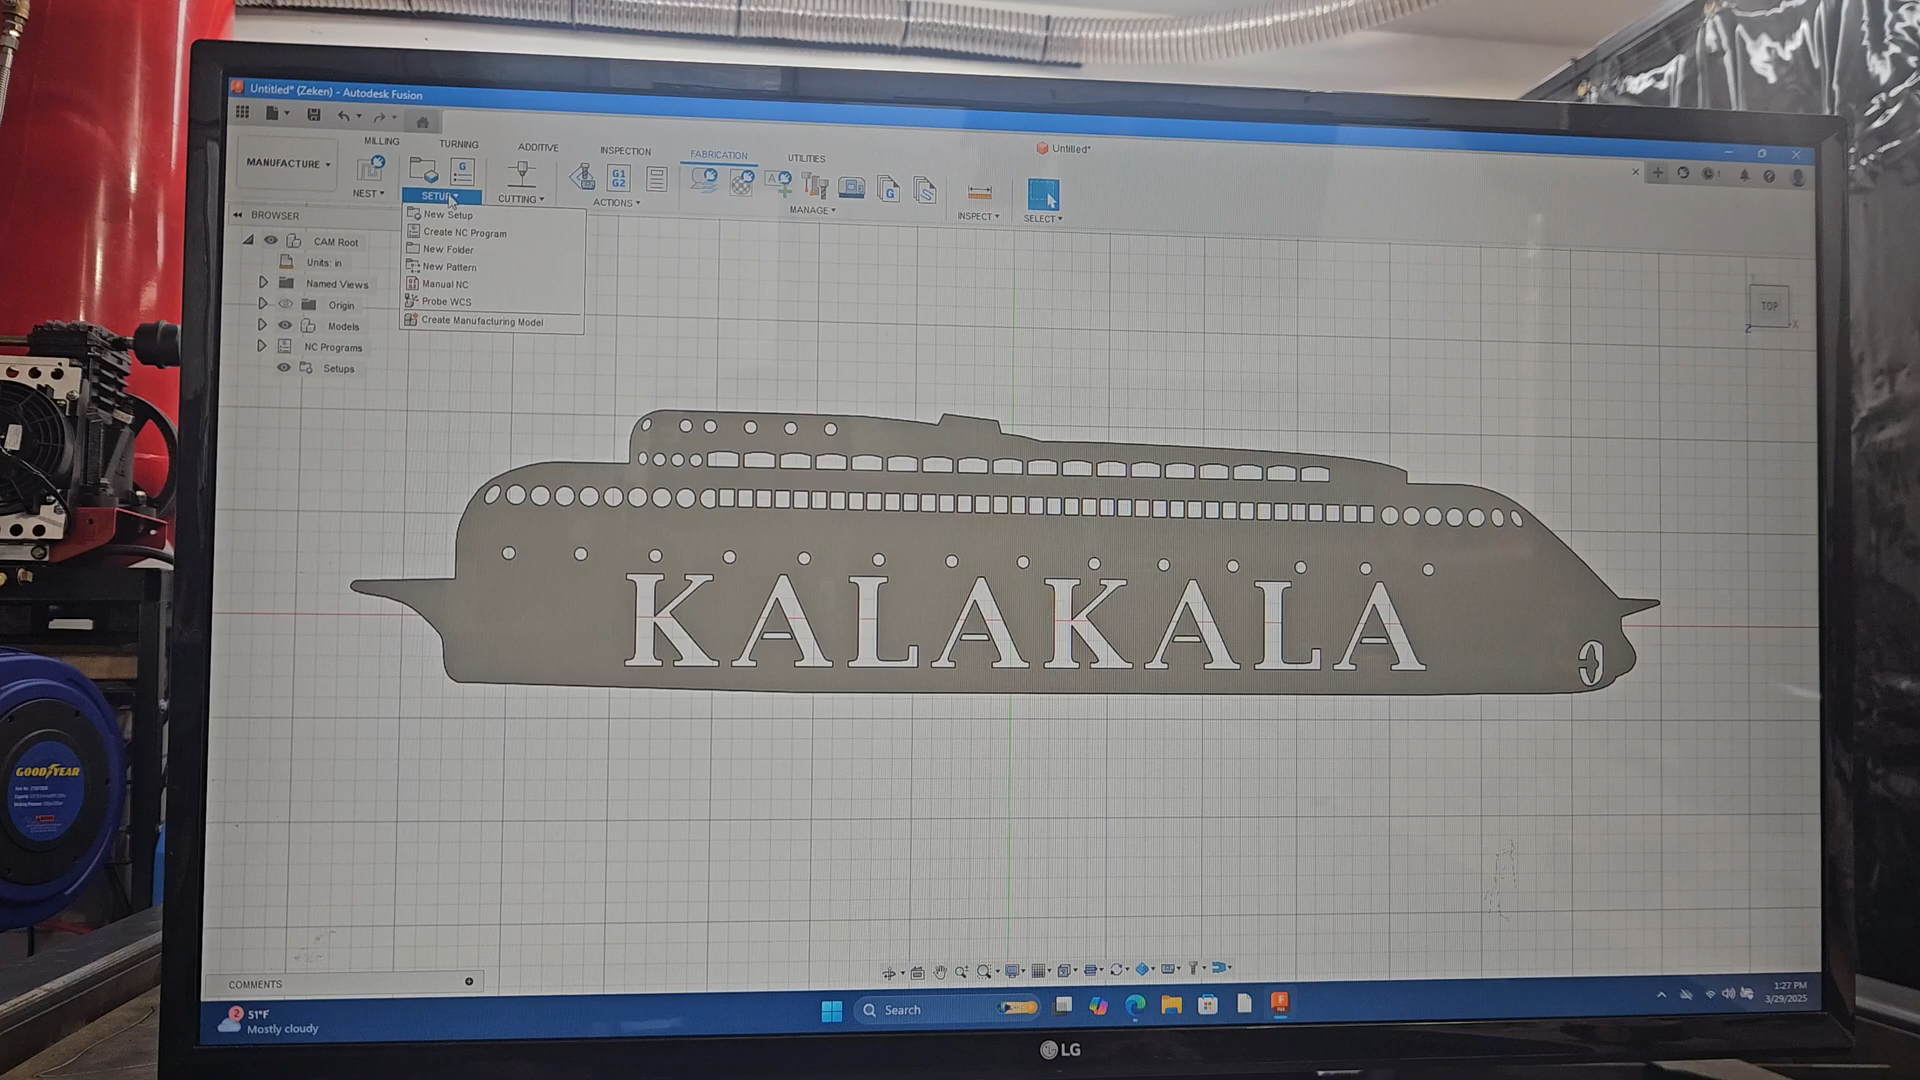 Untitled* (Zeken) - Autodesk Fusion
Untitled*
MILLING
TURNING
ADDITIVE
INSPECTION
FABRICATION
UTILITIES
MANUFACTURE
G
G1
G2
G
NEST
SETUP
CUTTING
ACTIONS
MANAGE
INSPECT
SELECT
New Setup
Create NC Program
New Folder
New Pattern
Manual NC
Probe WCS
Create Manufacturing Model
BROWSER
CAM Root
Units: in
Named Views
Origin
Models
NC Programs
Setups
TOP
X
Z
KALAKALA
COMMENTS
2
51°F
Mostly cloudy
Search
1:27 PM
3/29/2025
LG
GOODYEAR